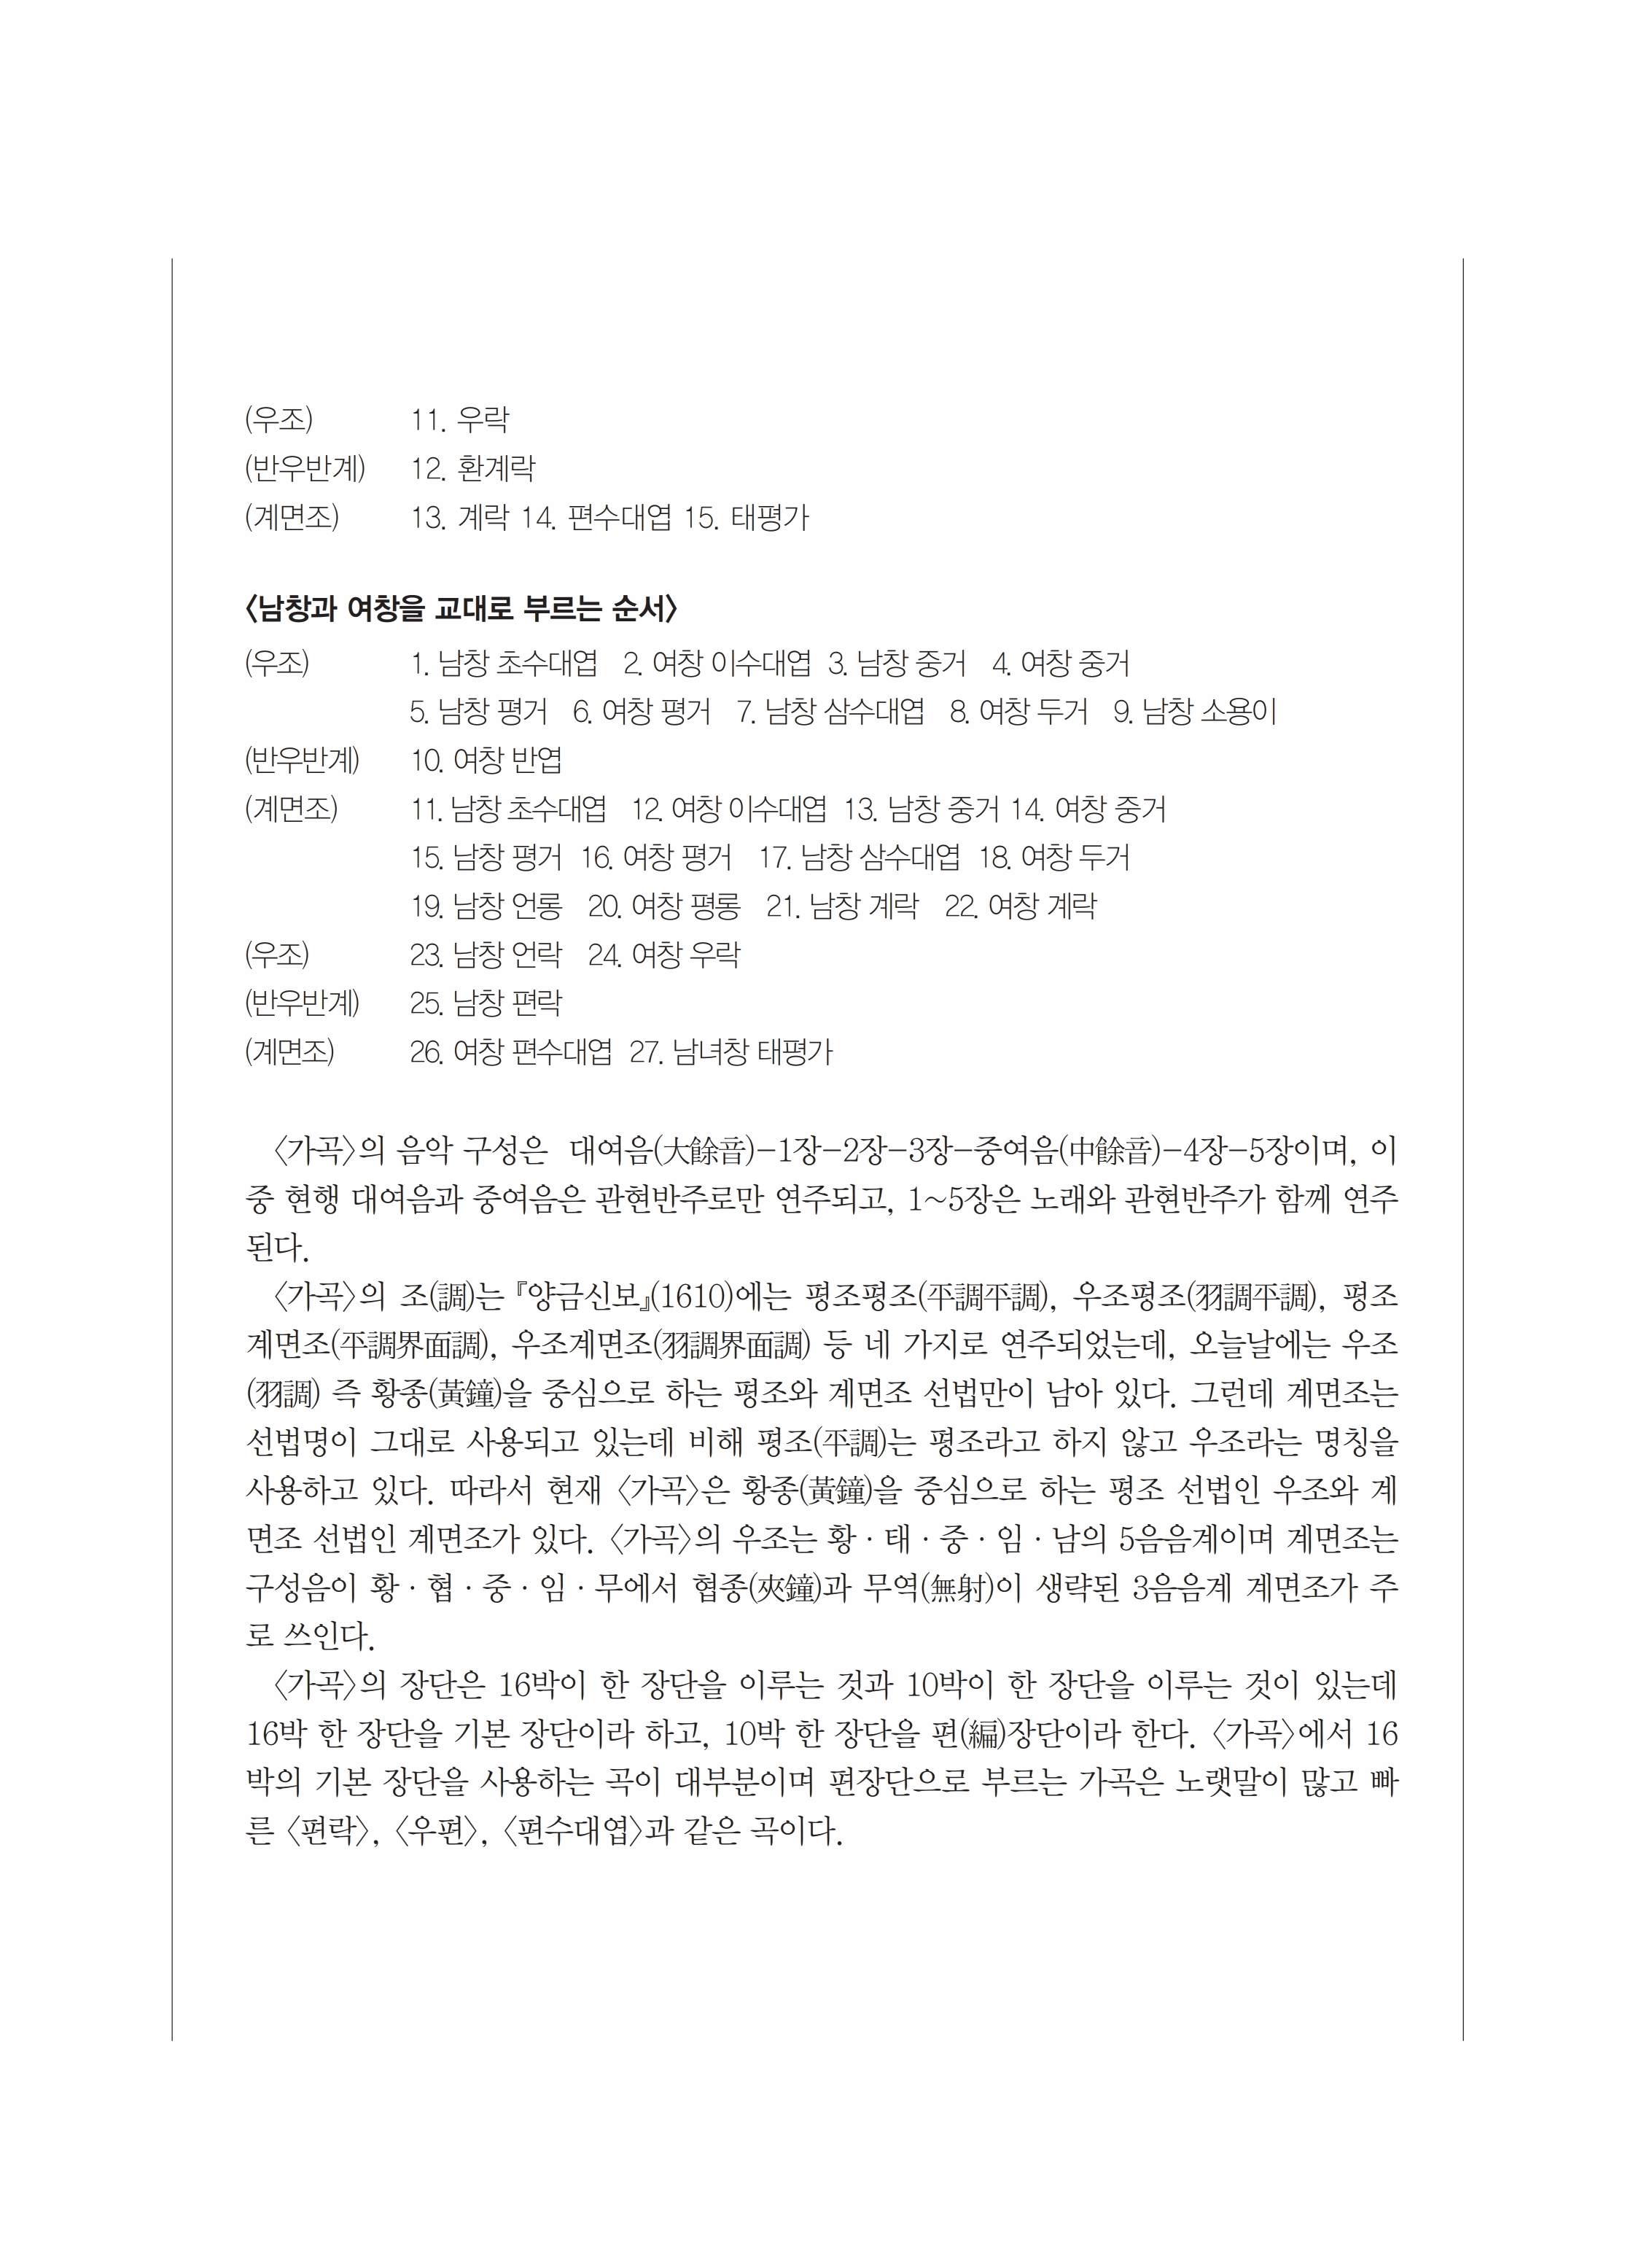 (우조) 11. 우락
(반우반계) 12. 환계락
(계면조) 13. 계락 14. 편수대엽 15. 태평가
〈남창과 여창을 교대로 부르는 순서〉
(우조) 1. 남창 초수대엽 2. 여창 이수대엽 3. 남창 중거 4. 여창 중거
5. 남창 평거 6. 여창 평거 7. 남창 삼수대엽 8. 여창 두거 9. 남창 소용이
(반우반계) 10. 여창 반엽
(계면조) 11. 남창 초수대엽 12. 여창 이수대엽 13. 남창 중거 14. 여창 중거
15. 남창 평거 16. 여창 평거 17. 남창 삼수대엽 18. 여창 두거
19. 남창 언롱 20. 여창 평롱 21. 남창 계락 22. 여창 계락
(우조) 23. 남창 언락 24. 여창 우락
(반우반계) 25. 남창 편락
(계면조) 26. 여창 편수대엽 27. 남녀창 태평가
〈가곡〉의 음악 구성은 대여음(大餘音)-1장-2장-3장-중여음(中餘音)-4장-5장이며, 이
중 현행 대여음과 중여음은 관현반주로만 연주되고, 1~5장은 노래와 관현반주가 함께 연주
된다.
〈가곡〉의 조(調)는 『양금신보』(1610)에는 평조평조(平調平調), 우조평조(羽調平調), 평조
계면조(平調界面調), 우조계면조(羽調界面調) 등 네 가지로 연주되었는데, 오늘날에는 우조
(羽調) 즉 황종(黃鐘)을 중심으로 하는 평조와 계면조 선법만이 남아 있다. 그런데 계면조는
선법명이 그대로 사용되고 있는데 비해 평조(平調)는 평조라고 하지 않고 우조라는 명칭을
사용하고 있다. 따라서 현재 〈가곡〉은 황종(黃鐘)을 중심으로 하는 평조 선법인 우조와 계
면조 선법인 계면조가 있다. 〈가곡〉의 우조는 황·태·중·임·남의 5음음계이며 계면조는
구성음이 황·협·중·임·무에서 협종(夾鐘)과 무역(無射)이 생략된 3음음계 계면조가 주
로 쓰인다.
〈가곡〉의 장단은 16박이 한 장단을 이루는 것과 10박이 한 장단을 이루는 것이 있는데
16박 한 장단을 기본 장단이라 하고, 10박 한 장단을 편(編)장단이라 한다. 〈가곡〉에서 16
박의 기본 장단을 사용하는 곡이 대부분이며 편장단으로 부르는 가곡은 노랫말이 많고 빠
른 〈편락〉, 〈우편〉, 〈편수대엽〉과 같은 곡이다.